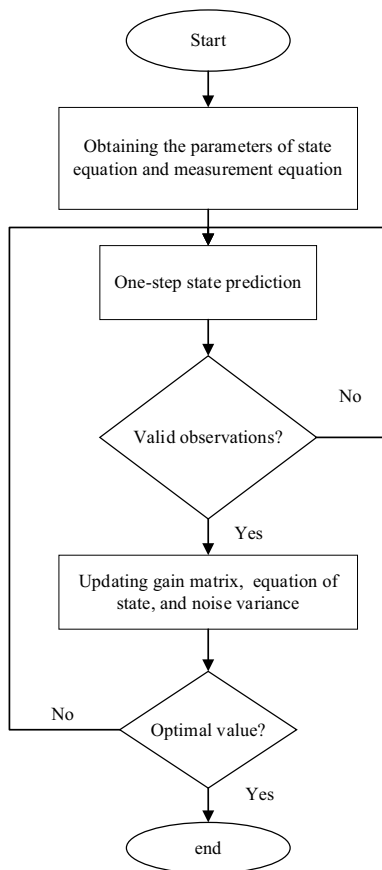 Start
Obtaining the parameters of state
equation and measurement equation
One-step state prediction
No
Valid observations?
Yes
Updating gain matrix, equation of
state, and noise variance
No
Optimal value?
Yes
end